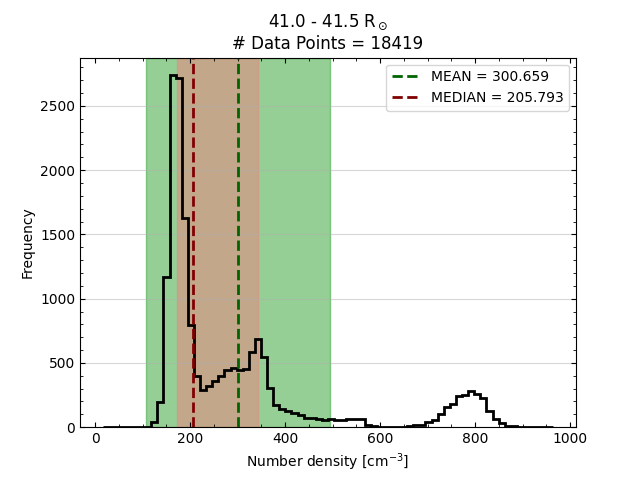 41.0 - 41.5 R⊙
# Data Points = 18419
MEAN = 300.659
MEDIAN = 205.793
2500
2000
1500
1000
500
0
Frequency
0 200 400 600 800 1000
Number density [cm⁻³]